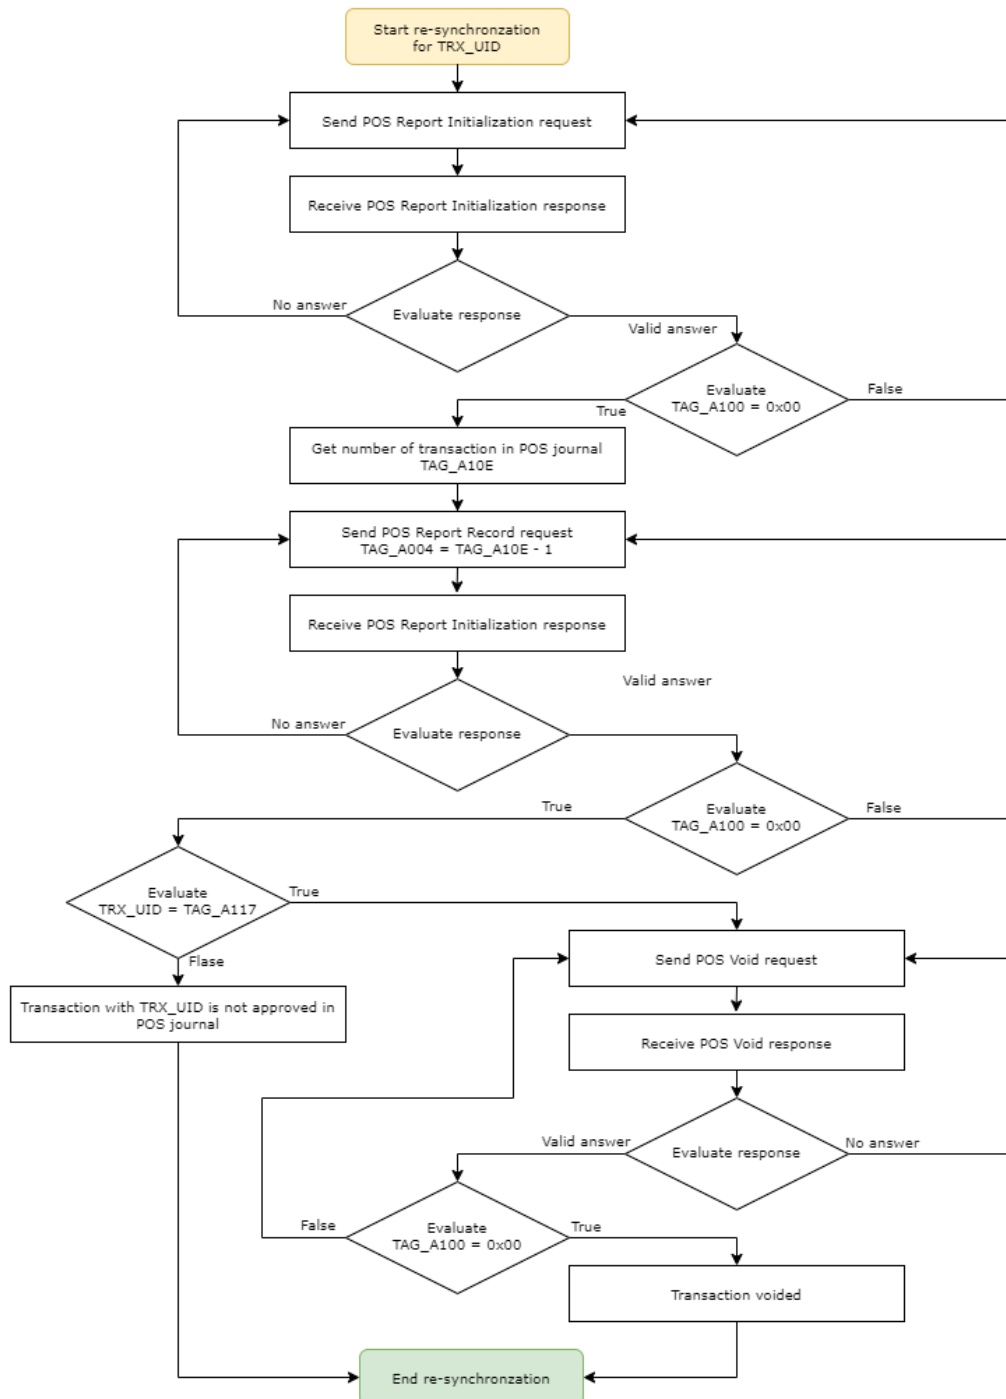 Start re-synchronzation
for TRX_UID
Send POS Report Initialization request
Receive POS Report Initialization response
No answer
Evaluate response
Valid answer
Evaluate
TAG_A100 = 0x00
False
True
Get number of transaction in POS journal
TAG_A10E
Send POS Report Record request
TAG_A004 = TAG_A10E - 1
Receive POS Report Initialization response
Valid answer
No answer
Evaluate response
True
Evaluate
TAG_A100 = 0x00
False
Evaluate
TRX_UID = TAG_A117
True
Flase
Send POS Void request
Transaction with TRX_UID is not approved in
POS journal
Receive POS Void response
Valid answer
Evaluate response
No answer
False
Evaluate
TAG_A100 = 0x00
True
Transaction voided
End re-synchronization